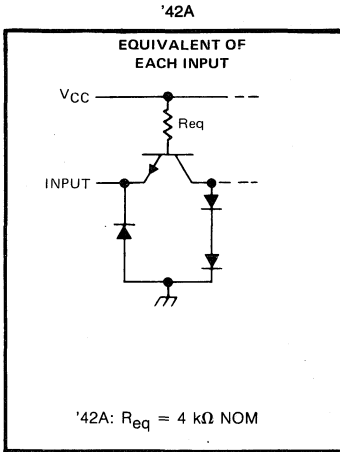 '42A
EQUIVALENT OF
EACH INPUT
VCC
Req
INPUT
'42A: Req = 4 kΩ NOM